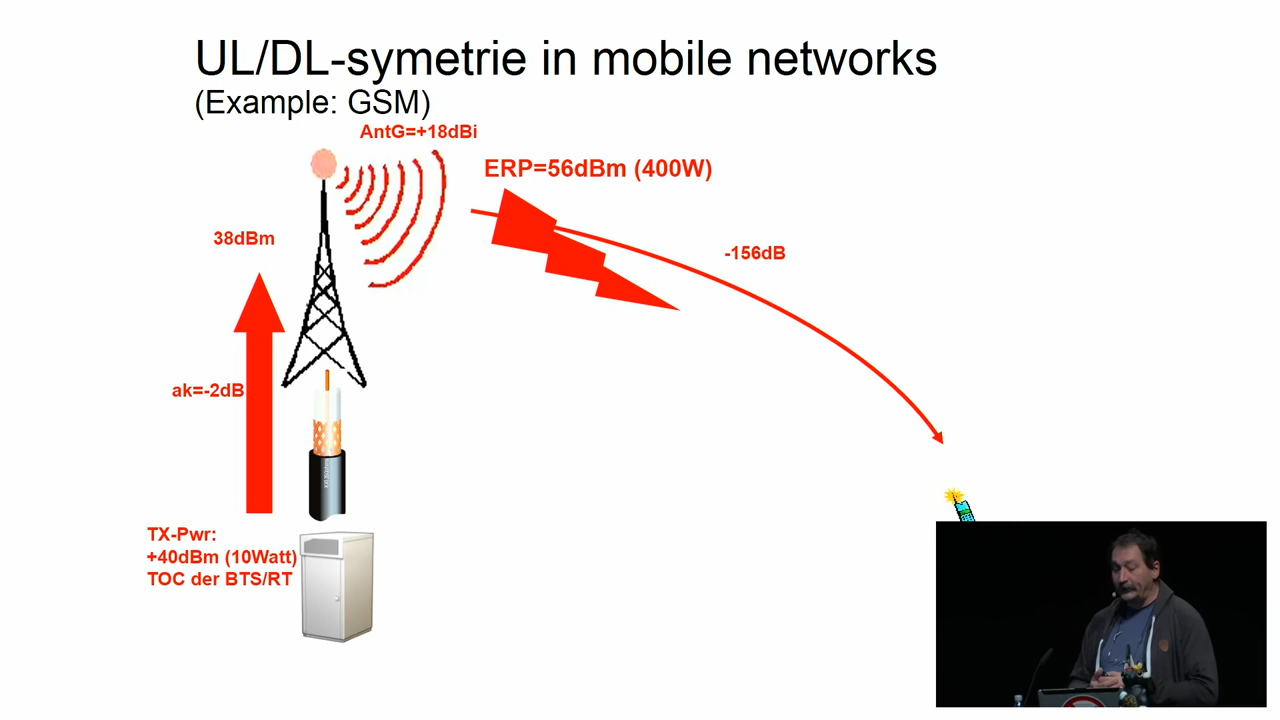 UL/DL-symetrie in mobile networks
(Example: GSM)
AntG=+18dBi
ERP=56dBm (400W)
38dBm
-156dB
ak=-2dB
TX-Pwr:
+40dBm (10Watt)
TOC der BTS/RT